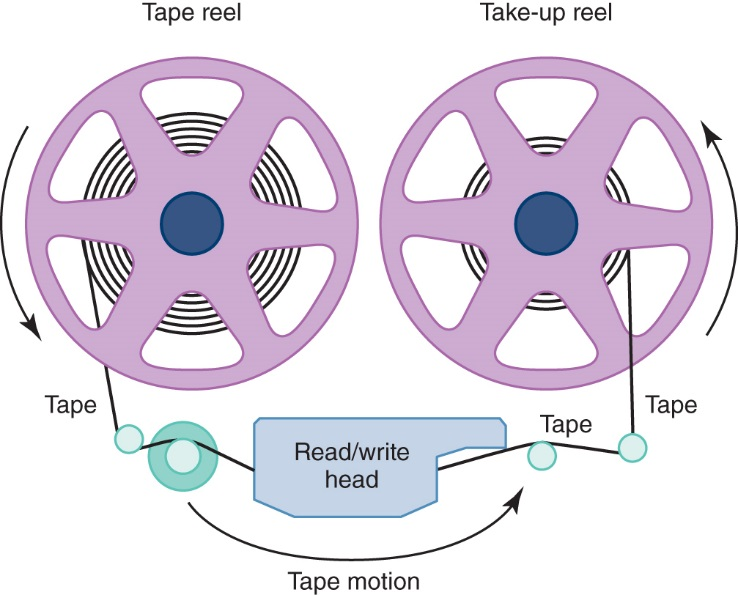 Tape reel
Take-up reel
Tape
Tape
Tape
Read/write
head
Tape motion